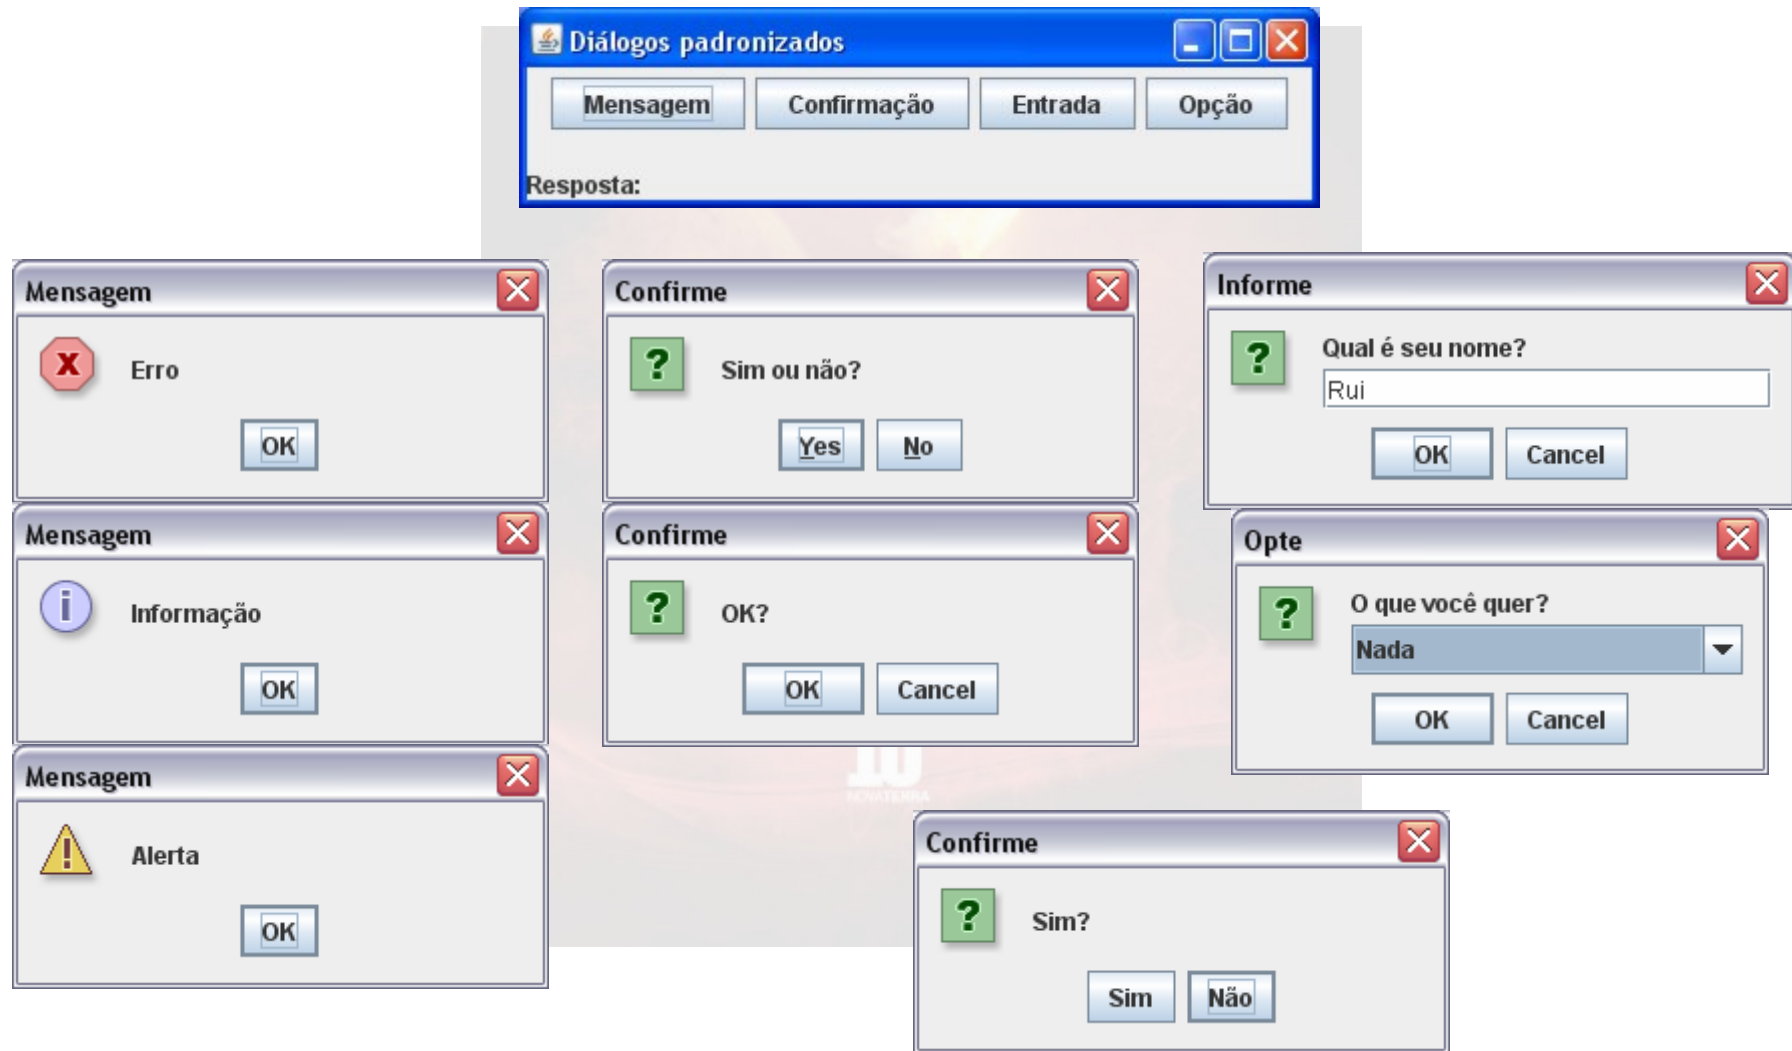 Diálogos padronizados
Mensagem Confirmação Entrada Opção
Resposta:
Mensagem
Erro
OK
Mensagem
Informação
OK
Mensagem
Alerta
OK
Confirme
Sim ou não?
Yes No
Confirme
OK?
OK Cancel
Informe
Qual é seu nome?
Rui
OK Cancel
Opte
O que você quer?
Nada
OK Cancel
Confirme
Sim?
Sim Não